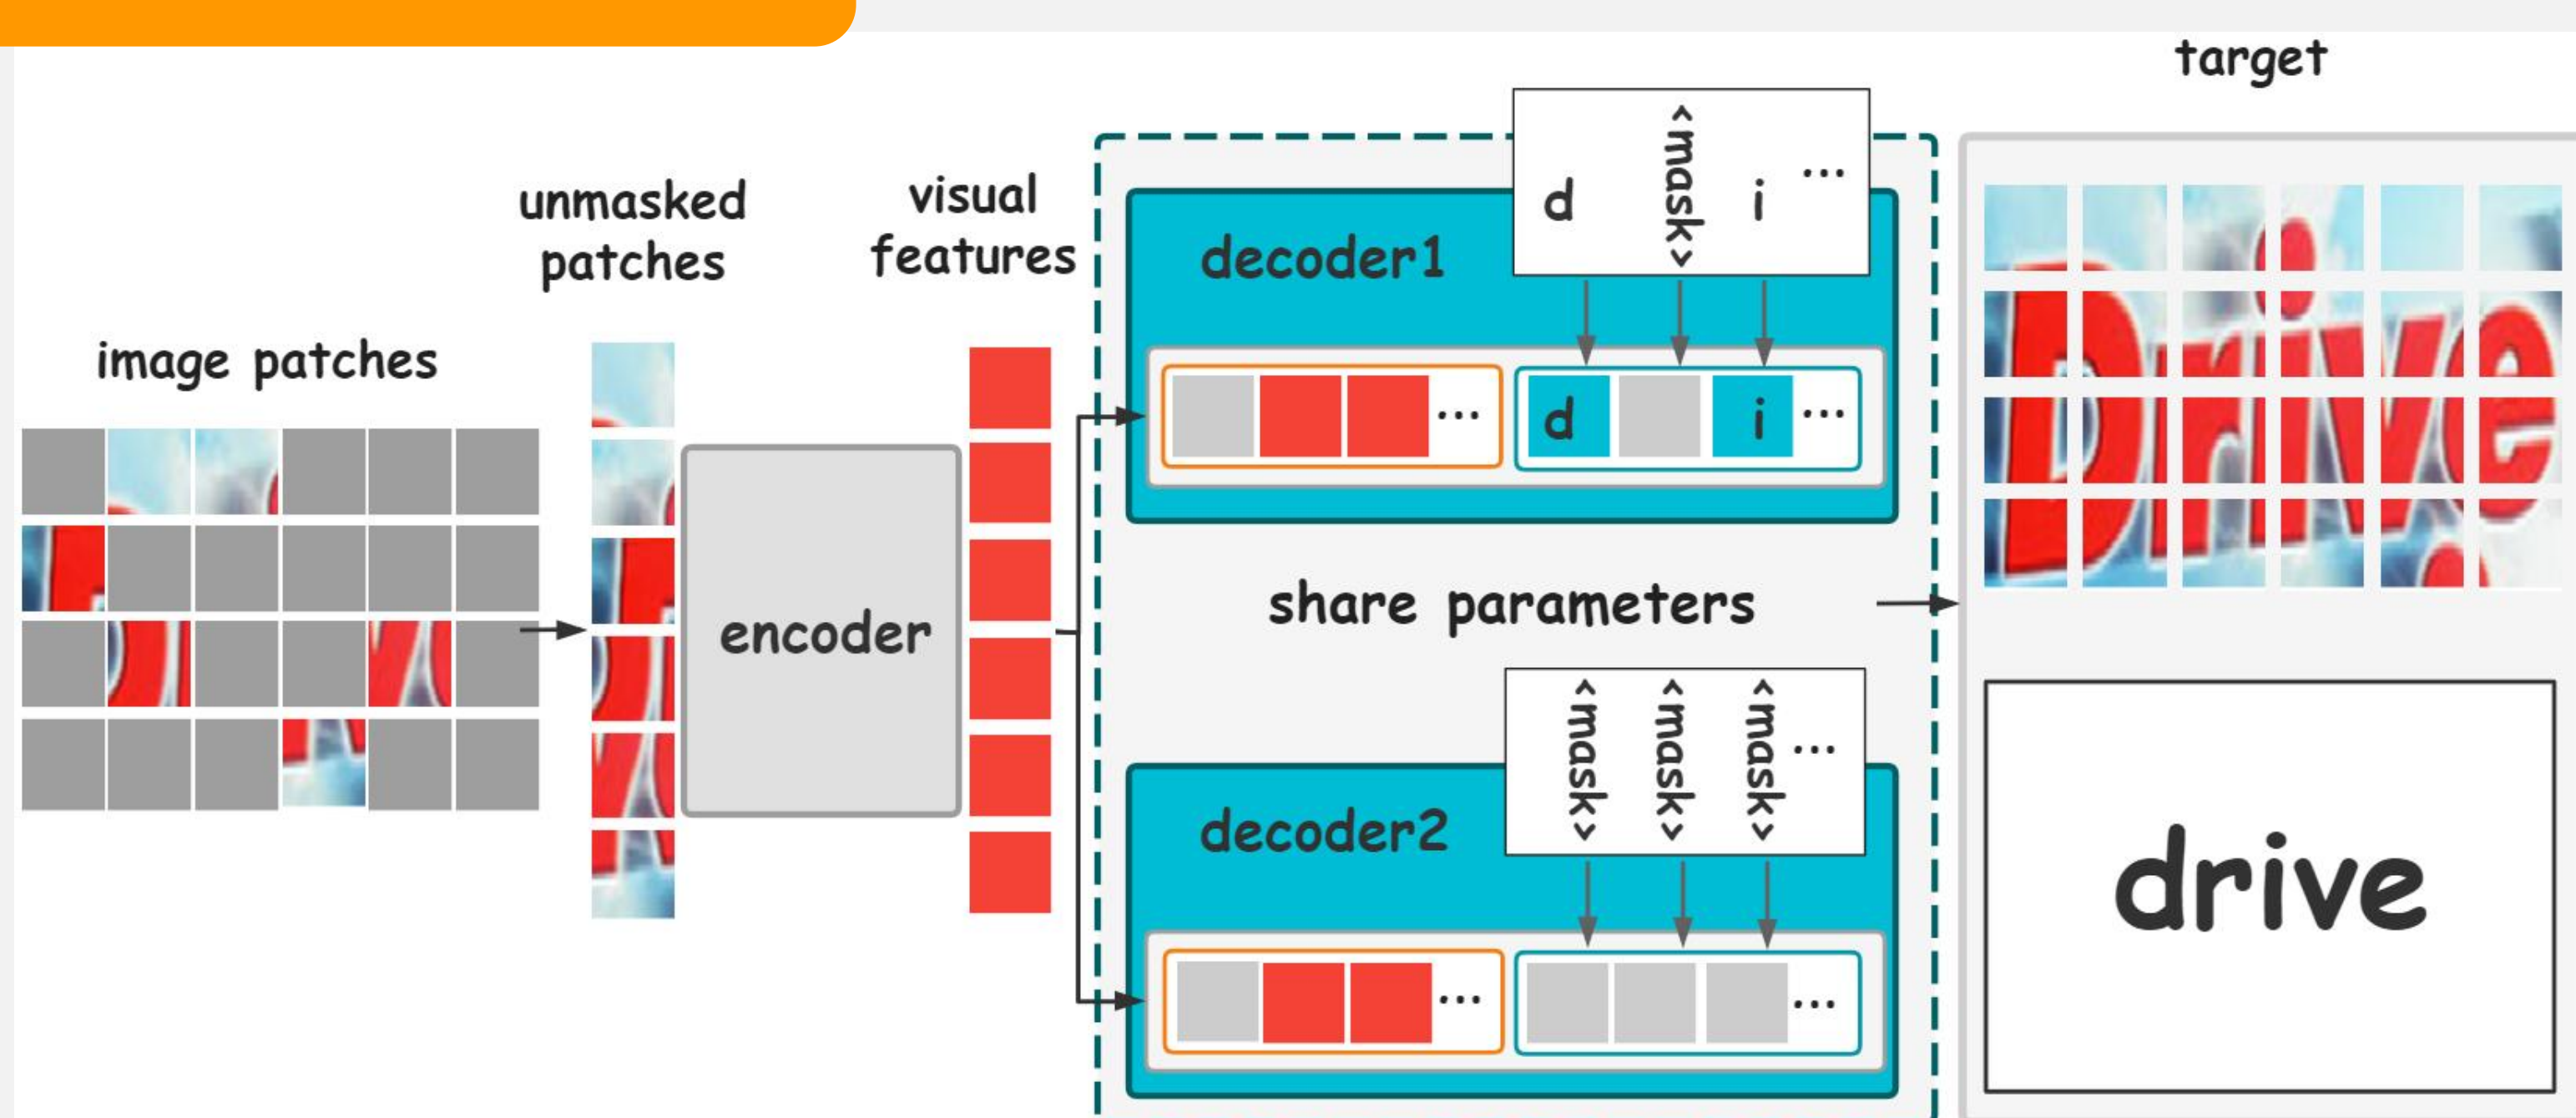 target
unmasked
patches
visual
features
image patches
encoder
d <mask> i ...
decoder1
... d i ...
share parameters
<mask> <mask> <mask> ...
decoder2
... ...
Drive
drive